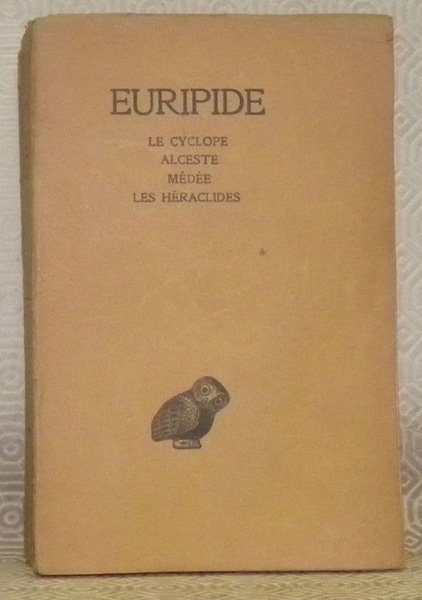 EURIPIDE
LE CYCLOPE
ALCESTE
MÉDÉE
LES HÉRACLIDES